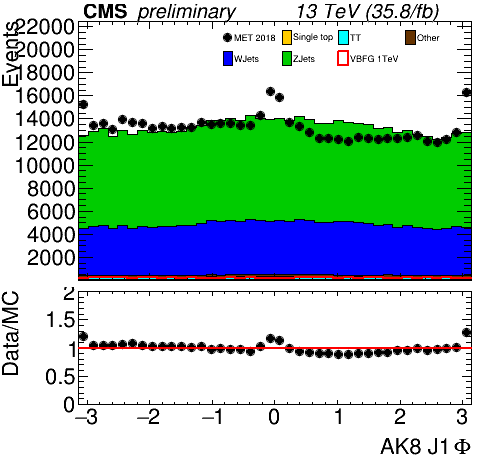 CMS preliminary 13 TeV (35.8/fb)
Events
22000
20000
18000
16000
14000
12000
10000
8000
6000
4000
2000
MET 2018 Single top TT Other
WJets ZJets VBFG 1TeV
Data/MC
2
1.5
1
0.5
0
−3 −2 −1 0 1 2 3
AK8 J1 Φ